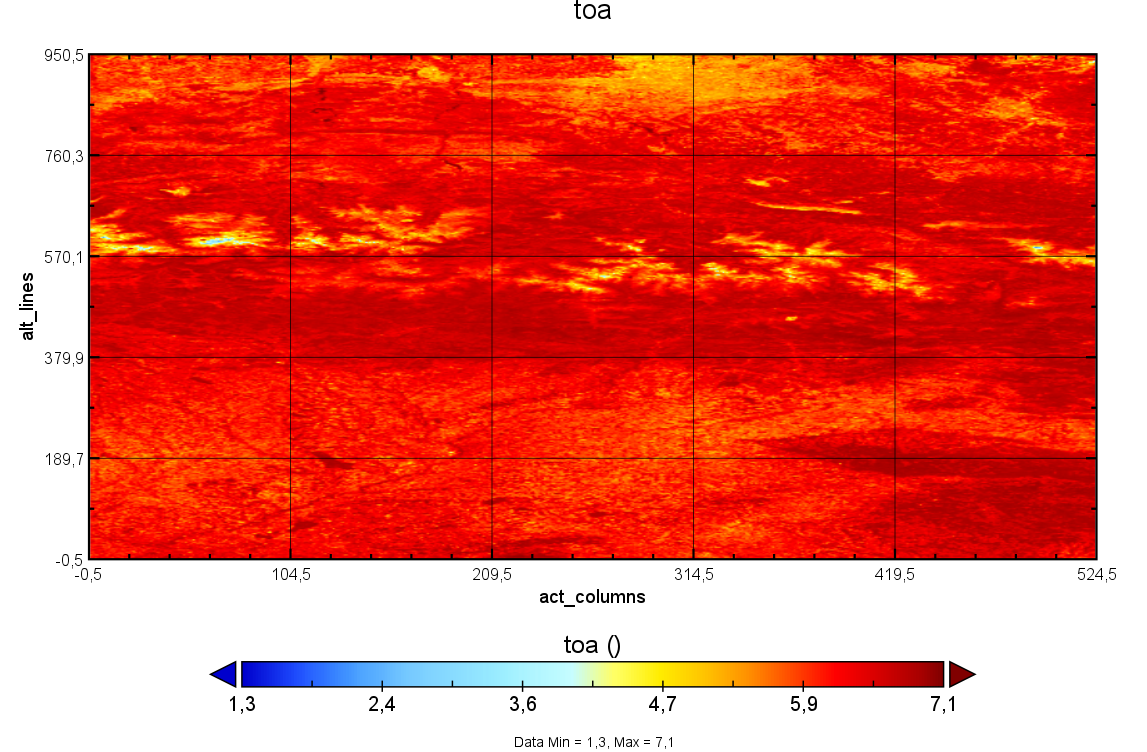 toa
950,5
760,3
570,1
379,9
189,7
-0,5
alt_lines
-0,5 104,5 209,5 314,5 419,5 524,5
act_columns
toa ()
1,3 2,4 3,6 4,7 5,9 7,1
Data Min = 1,3, Max = 7,1